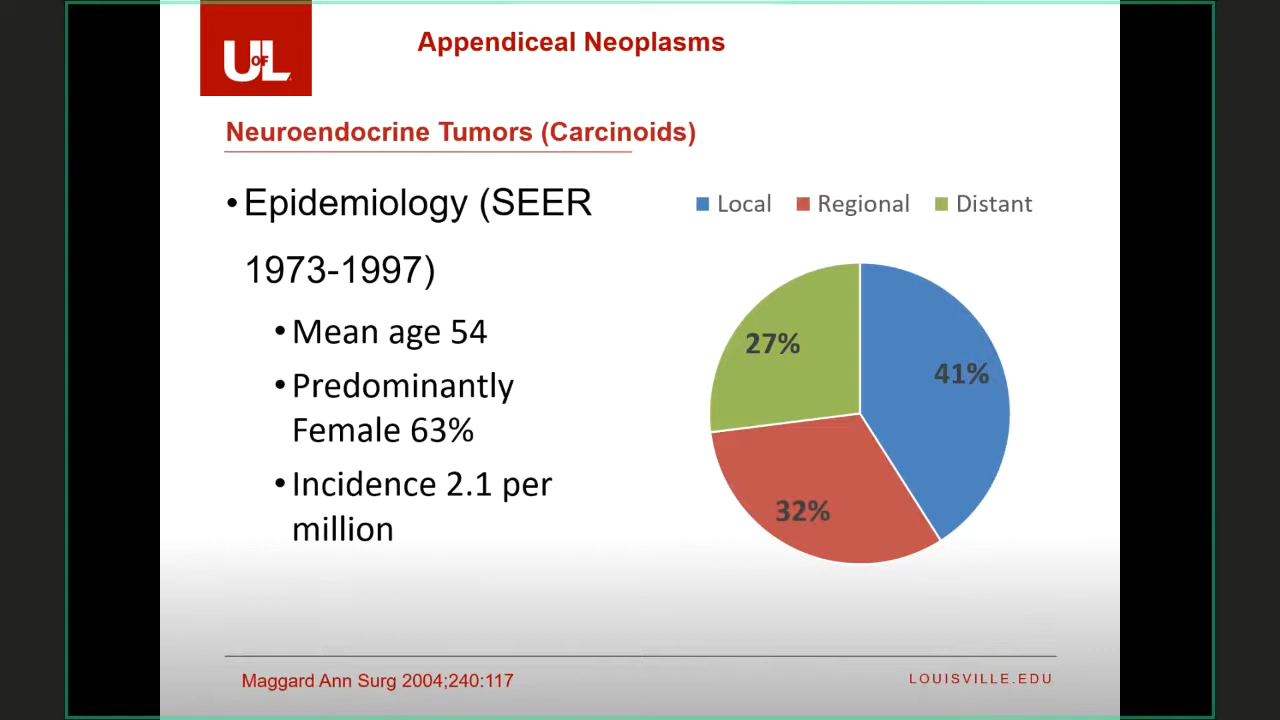 UofL
Appendiceal Neoplasms
Neuroendocrine Tumors (Carcinoids)
•Epidemiology (SEER
1973-1997)
•Mean age 54
•Predominantly
Female 63%
•Incidence 2.1 per
million
Local Regional Distant
27%
41%
32%
Maggard Ann Surg 2004;240:117
LOUISVILLE.EDU